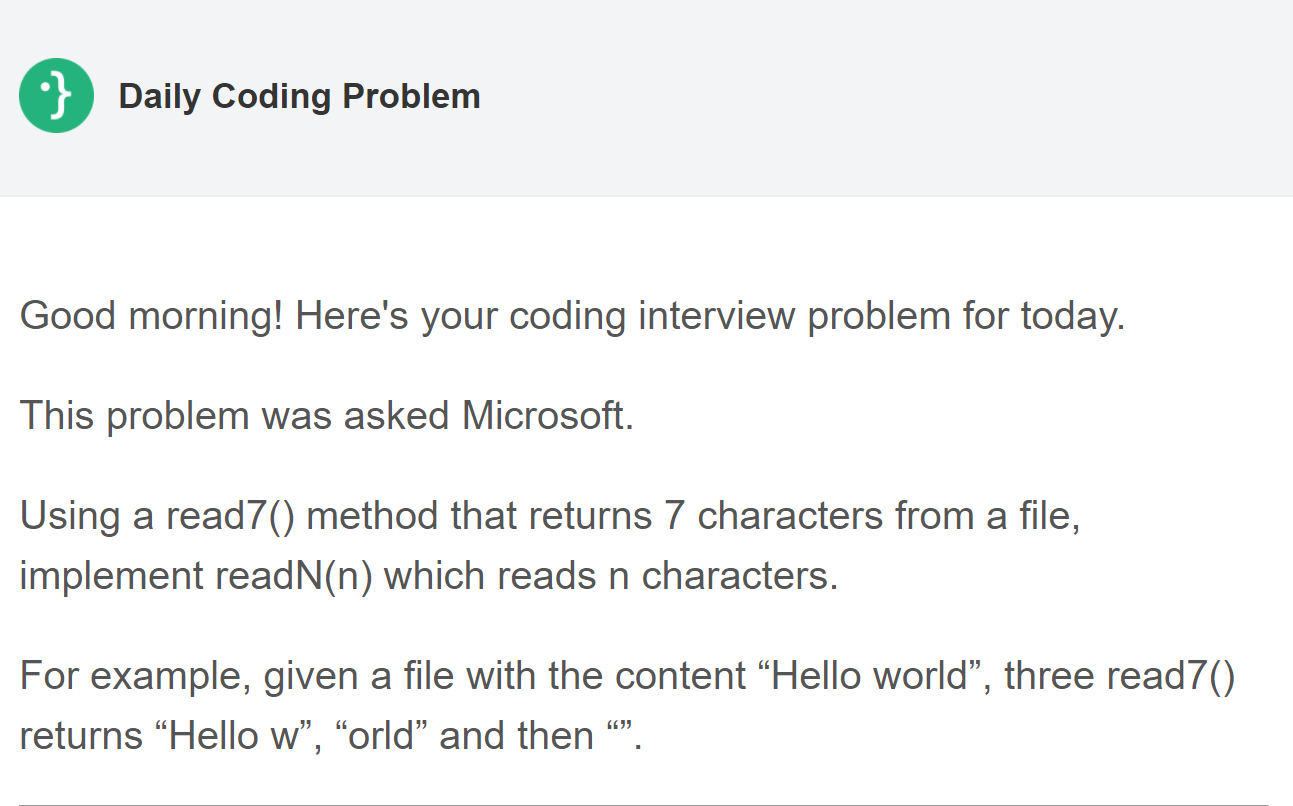 Daily Coding Problem
Good morning! Here's your coding interview problem for today.
This problem was asked Microsoft.
Using a read7() method that returns 7 characters from a file,
implement readN(n) which reads n characters.
For example, given a file with the content “Hello world”, three read7()
returns “Hello w”, “orld” and then “”.